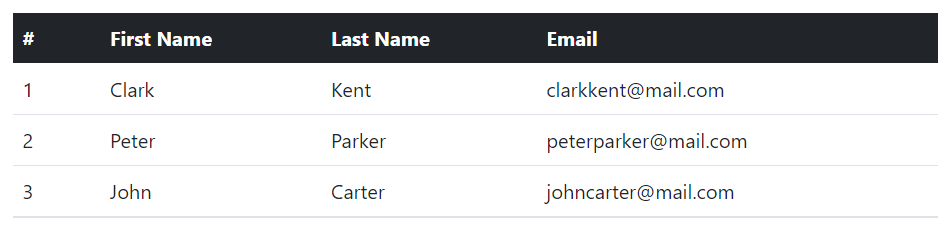 # First Name Last Name Email
1 Clark Kent clarkkent@mail.com
2 Peter Parker peterparker@mail.com
3 John Carter johncarter@mail.com